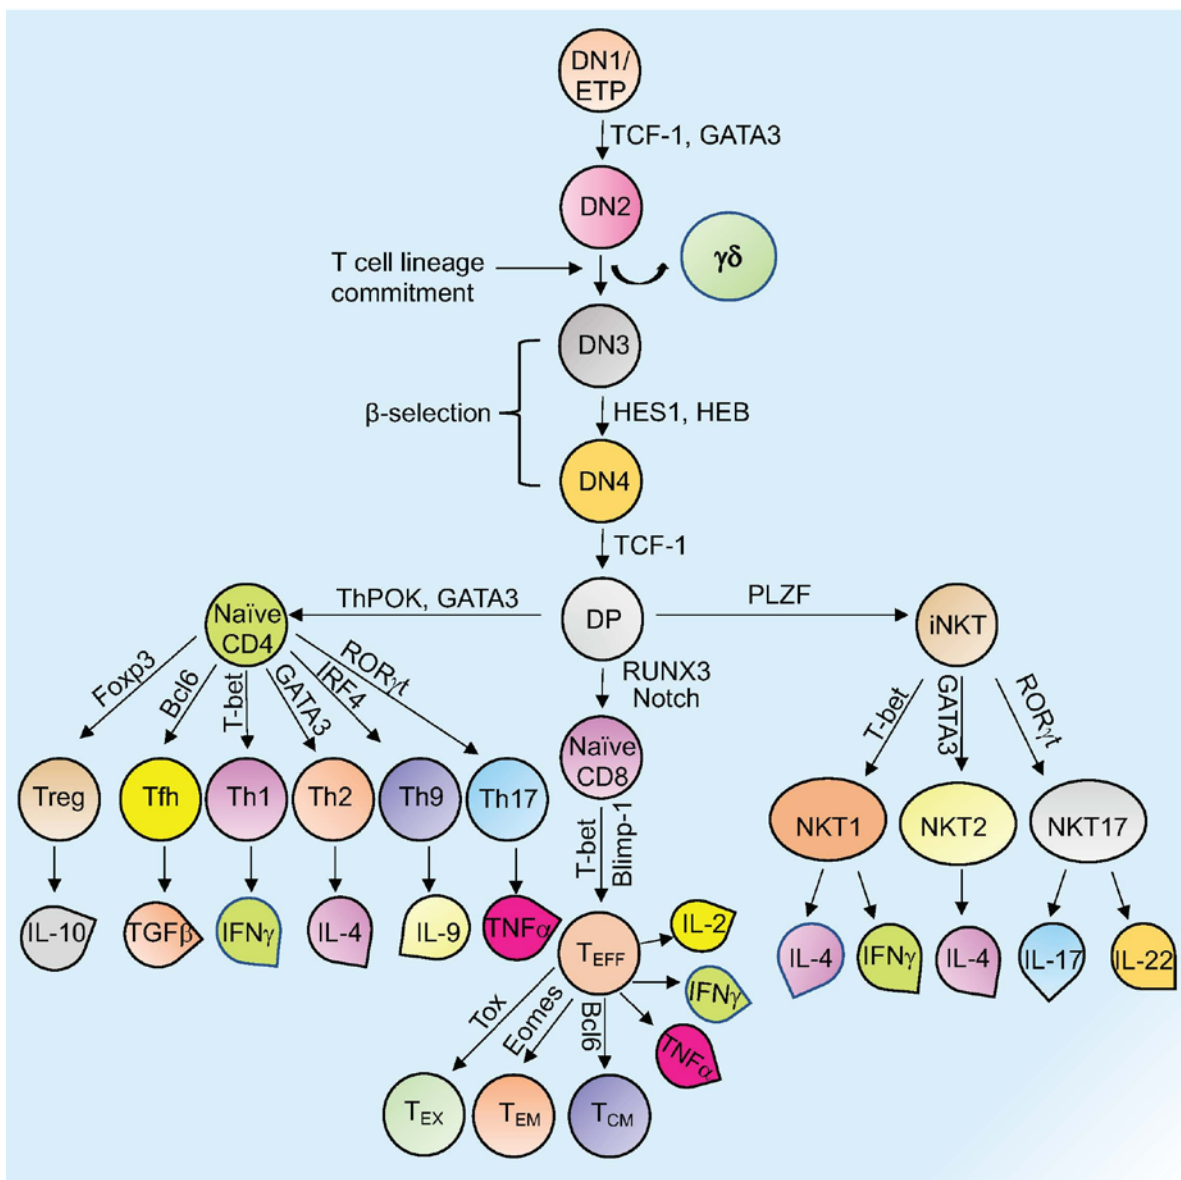 DN1/
ETP
TCF-1, GATA3
DN2
γδ
T cell lineage
commitment
DN3
β-selection
HES1, HEB
DN4
TCF-1
Naïve
CD4
ThPOK, GATA3
DP
PLZF
iNKT
RUNX3
Notch
Foxp3
Bcl6
T-bet
GATA3
IRF4
RORγt
T-bet
GATA3
RORγt
Naïve
CD8
Treg
Tfh
Th1
Th2
Th9
Th17
NKT1
NKT2
NKT17
T-bet
Blimp-1
IL-10
TGFβ
IFNγ
IL-4
IL-9
TNFα
TEFF
IL-2
IFNγ
TNFα
IL-4
IFNγ
IL-4
IL-17
IL-22
Tox
Eomes
Bcl6
TEX
TEM
TCM